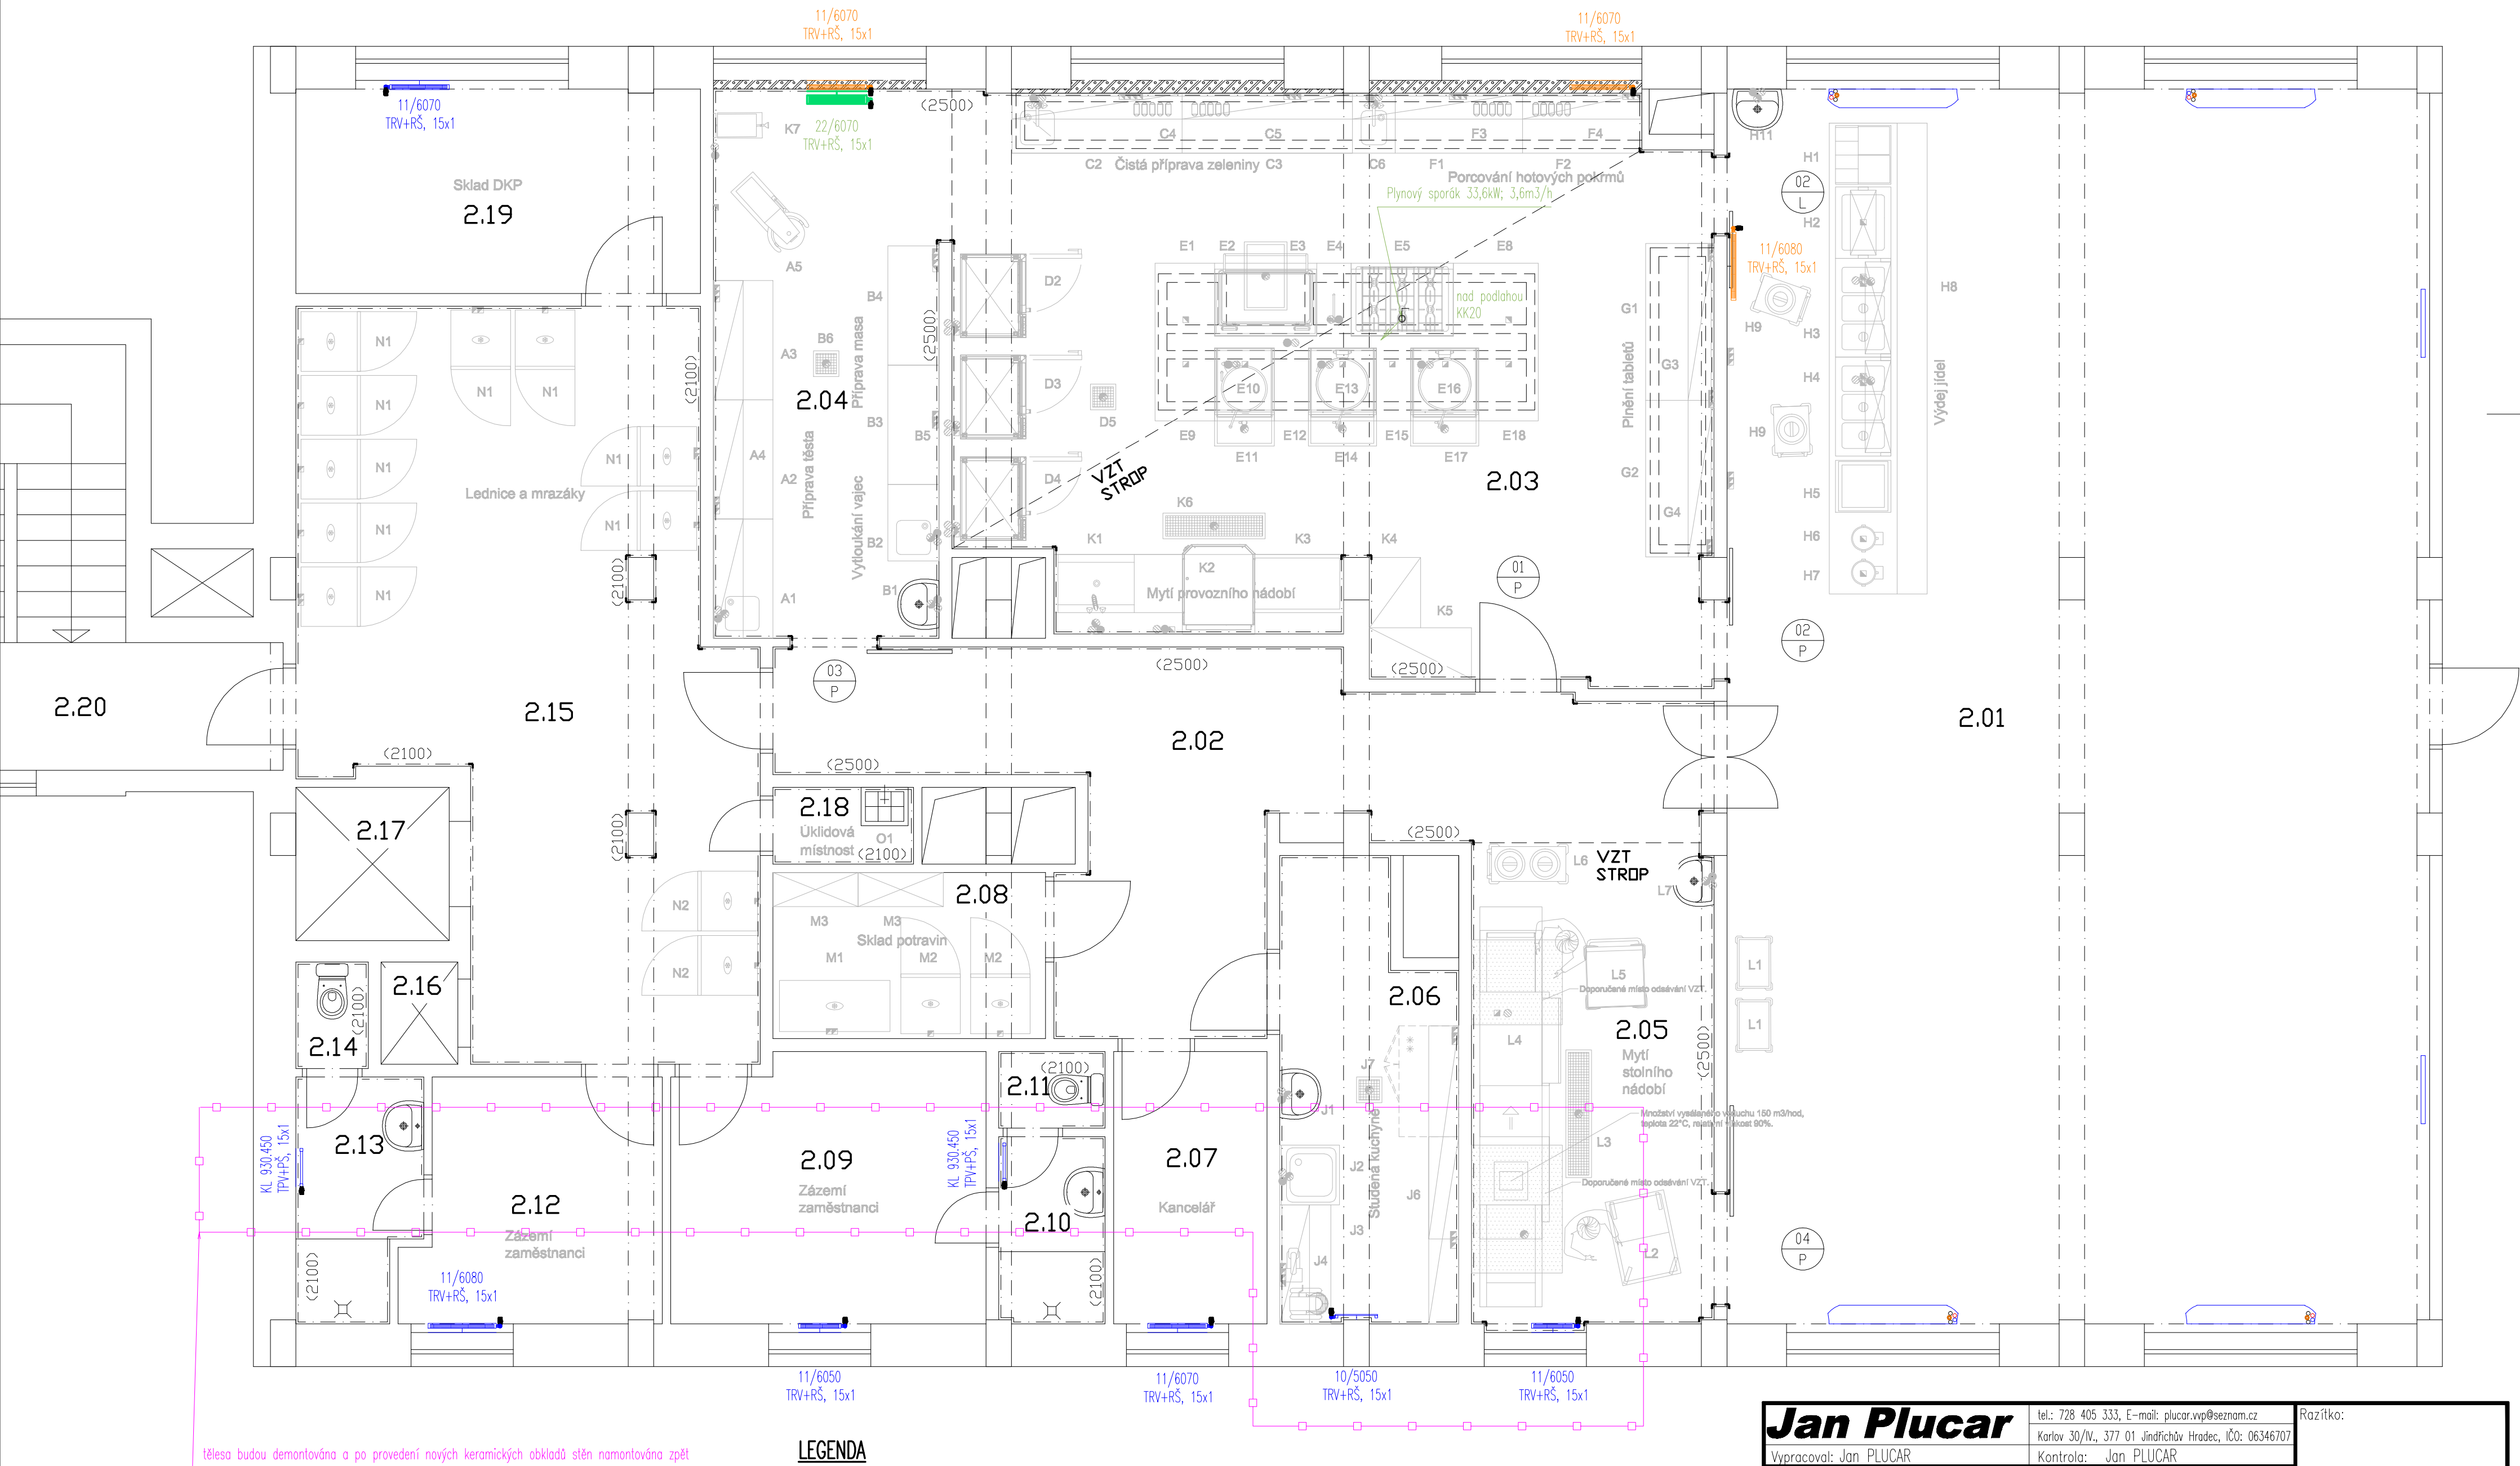 11/6070
TRV+RŠ, 15x1
11/6070
TRV+RŠ, 15x1
11/6070
TRV+RŠ, 15x1
22/6070
TRV+RŠ, 15x1
(2500)
K7
C4
C5
F3
F4
C2
Čistá příprava zeleniny
C3
C6
F1
F2
Porcování hotových pokrmů
Plynový sporák 33,6kW; 3,6m3/h
H11
H1
02
L
H2
Sklad DKP
2.19
A5
E1
E2
E3
E4
E5
E8
11/6080
TRV+RŠ, 15x1
D2
B4
nad podlahou
KK20
G1
H9
H8
H3
N1
N1
N1
(2100)
A3
B6
Příprava masa
(2500)
2.04
D3
D5
E10
E13
E16
G3
Plnění tabletů
H4
Výdej jídel
N1
B3
B5
E9
E12
E15
E18
E11
E14
E17
H9
N1
N1
A4
A2
Příprava těsta
Vytloukání vajec
D4
VZT
STROP
2.03
G2
H5
Lednice a mrazáky
N1
N1
B2
K6
K1
K3
K4
G4
H6
K2
01
P
H7
(2100)
N1
A1
B1
Mytí provozního nádobí
K5
02
P
03
P
(2500)
(2500)
2.20
2.15
2.02
2.01
(2100)
(2500)
2.17
2.18
Úklidová
místnost
O1
(2100)
(2100)
(2500)
L6
VZT
STROP
L7
N2
2.08
M3
M3
Sklad potravin
M1
M2
M2
N2
L1
L5
Doporučené místo odsávání VZT.
2.16
(2100)
2.14
2.06
L1
2.05
L4
Mytí
stolního
nádobí
(2500)
J7
(2100)
2.11
J1
Množství vysálaného vzduchu 150 m3/hod,
teplota 22°C, relativní vlhkost 90%.
KL 930.450
TPV+PŠ, 15x1
2.13
KL 930.450
TPV+PŠ, 15x1
2.09
Zázemí
zaměstnanci
2.07
Kancelář
L3
J2
Studená kuchyně
J6
Doporučené místo odsávání VZT.
2.12
Zázemí
zaměstnanci
2.10
J3
J4
L2
04
P
(2100)
(2100)
11/6080
TRV+RŠ, 15x1
11/6050
TRV+RŠ, 15x1
11/6070
TRV+RŠ, 15x1
10/5050
TRV+RŠ, 15x1
11/6050
TRV+RŠ, 15x1
tělesa budou demontována a po provedení nových keramických obkladů stěn namontována zpět
LEGENDA
Jan Plucar
tel.: 728 405 333, E-mail: plucar.vvp@seznam.cz
Karlov 30/IV., 377 01 Jindřichův Hradec, IČO: 06346707
Razítko:
Vypracoval: Jan PLUCAR
Kontrola: Jan PLUCAR